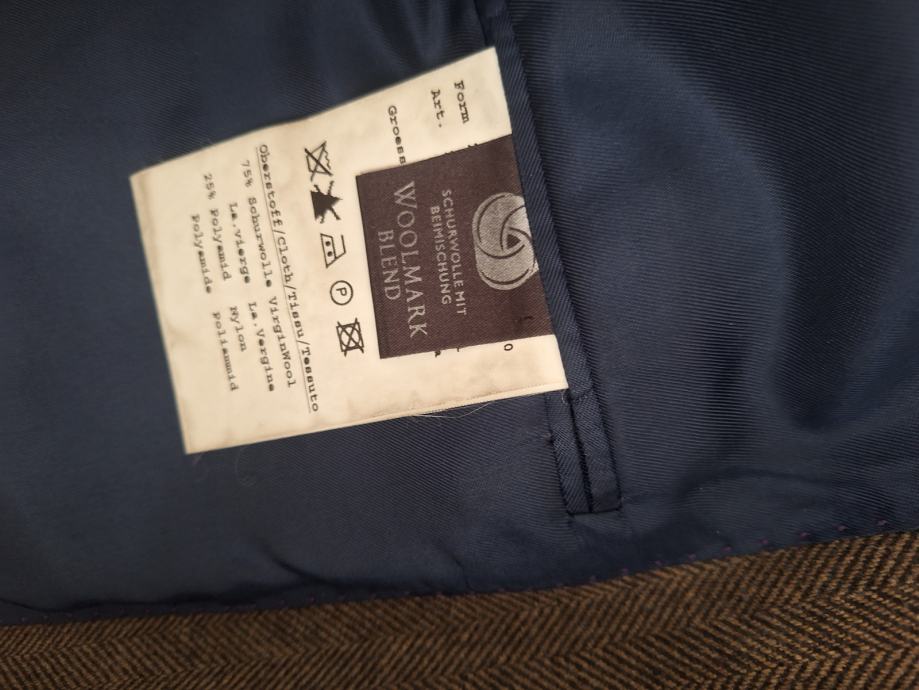 Form
Art.
Groess
SCHURWOLLE MIT
BEIMISCHUNG
WOOLMARK
BLEND
P
Oberstoff/Cloth/Tissu/Tessuto
75% Schurwolle VirginWool
La.vierge La.Vergine
25% Polyamid Nylon
Polyamide Poliammid